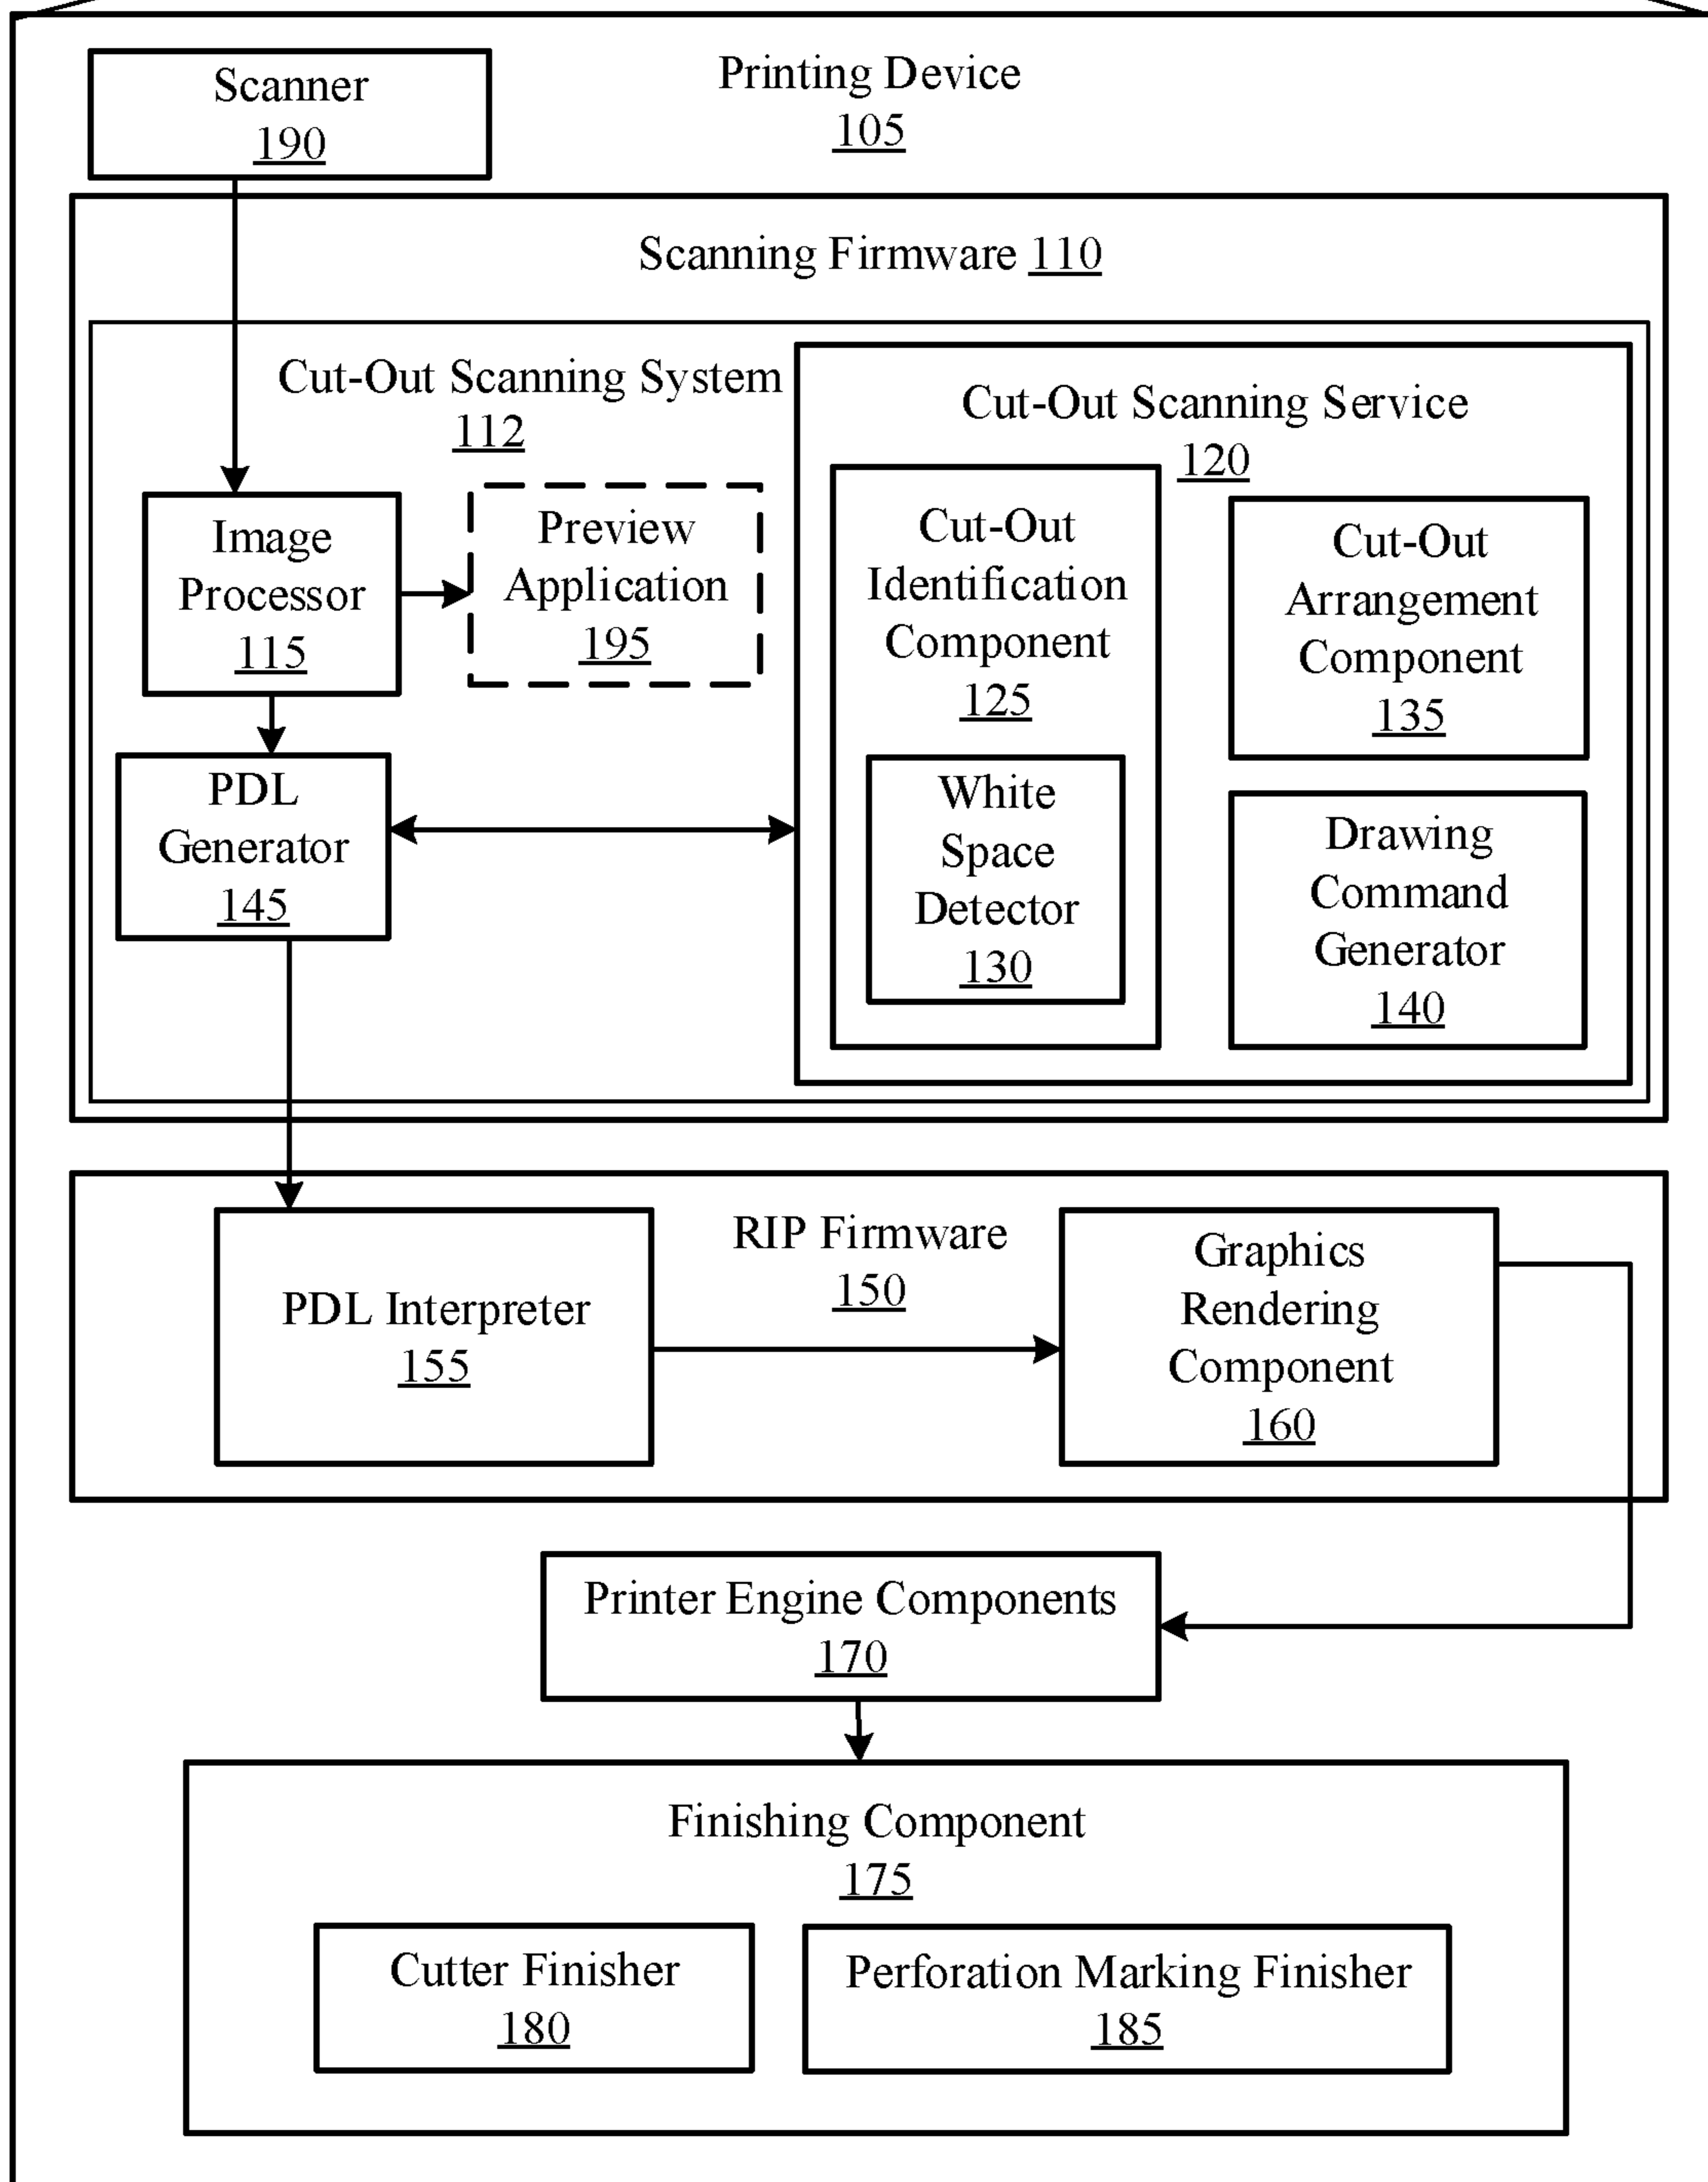 Scanner
190
Printing Device
105
Scanning Firmware 110
Cut-Out Scanning System
112
Cut-Out Scanning Service
120
Image
Processor
115
Preview
Application
195
Cut-Out
Identification
Component
125
Cut-Out
Arrangement
Component
135
PDL
Generator
145
White
Space
Detector
130
Drawing
Command
Generator
140
RIP Firmware
150
PDL Interpreter
155
Graphics
Rendering
Component
160
Printer Engine Components
170
Finishing Component
175
Cutter Finisher
180
Perforation Marking Finisher
185